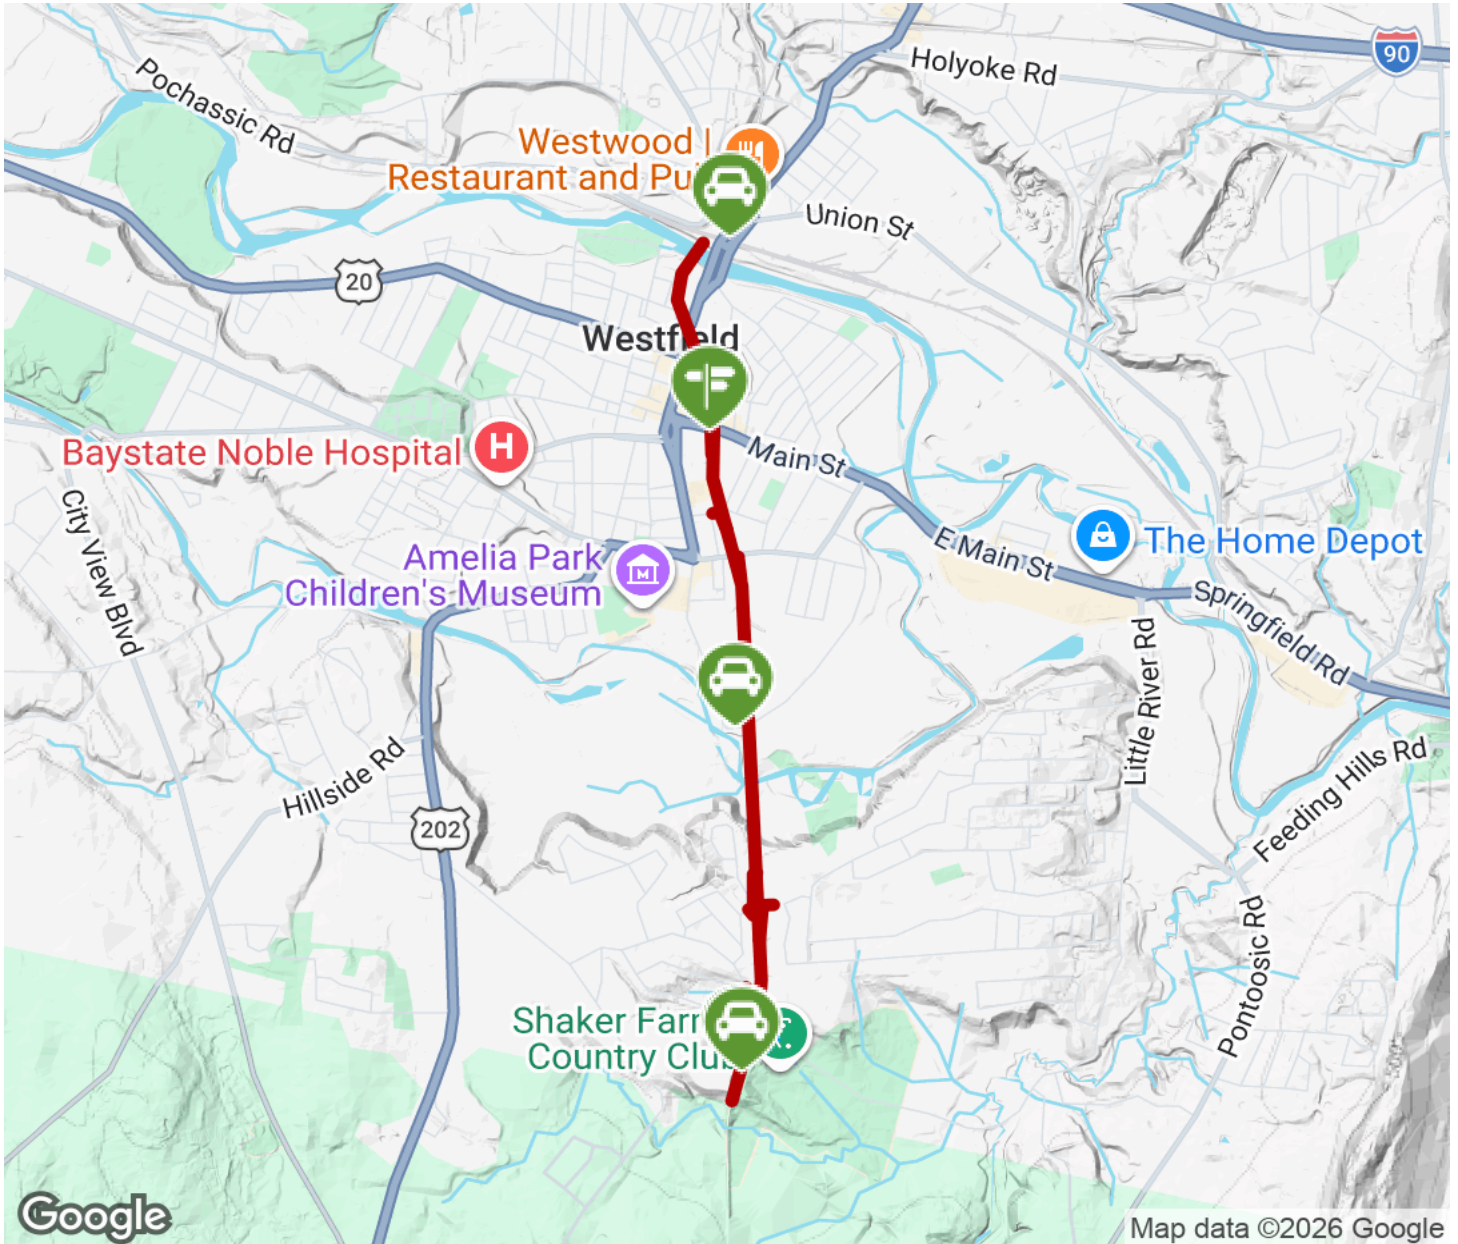 Holyoke Rd
90
Pochassic Rd
Westwood |
Restaurant and Pu
Union St
20
Westfield
Main St
Baystate Noble Hospital
H
City View Blvd
E Main St
The Home Depot
Amelia Park
Children's Museum
M
Springfield Rd
Little River Rd
Hillside Rd
Feeding Hills Rd
202
Pontoosic Rd
Shaker Farm
Country Club
Google
Map data ©2026 Google